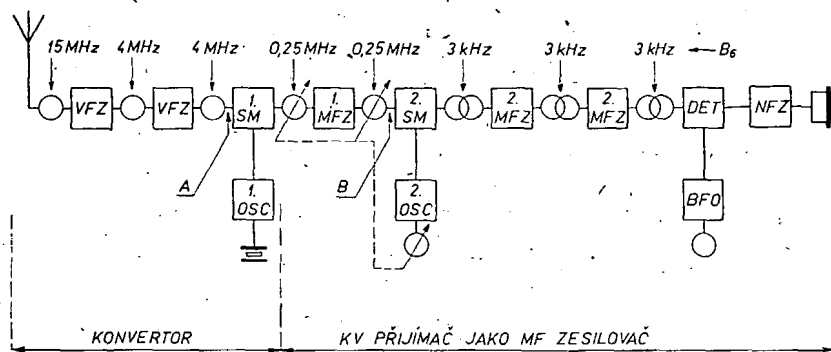 15 MHz 4 MHz 4 MHz 0,25 MHz 0,25 MHz 3 kHz 3 kHz 3 kHz B₆
VFZ VFZ 1. SM 1. MFZ 2. SM 2. MFZ 2. MFZ DET NFZ
A B
1. OSC 2. OSC BFO
KONVERTOR KV PŘIJÍMAČ JAKO MF ZESILOVAČ